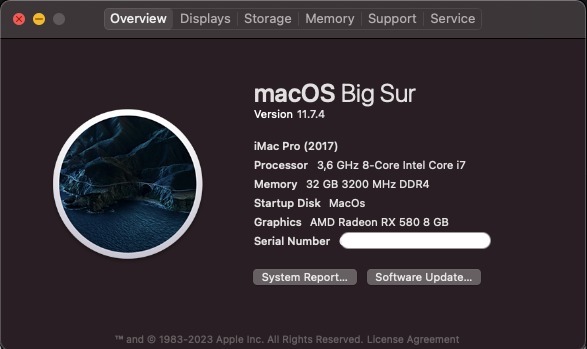 Overview Displays Storage Memory Support Service
macOS Big Sur
Version 11.7.4
iMac Pro (2017)
Processor 3,6 GHz 8-Core Intel Core i7
Memory 32 GB 3200 MHz DDR4
Startup Disk MacOs
Graphics AMD Radeon RX 580 8 GB
Serial Number
System Report... Software Update...
™ and © 1983-2023 Apple Inc. All Rights Reserved. License Agreement